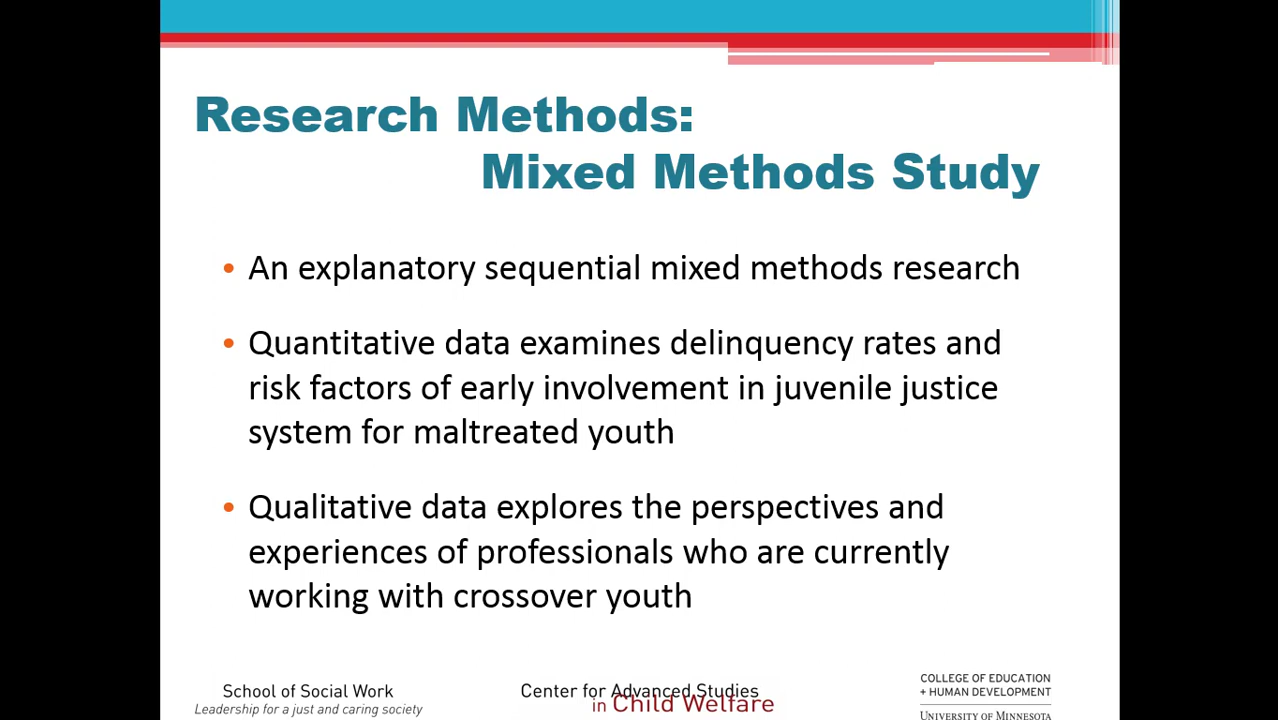 Research Methods:
Mixed Methods Study
• An explanatory sequential mixed methods research
• Quantitative data examines delinquency rates and
risk factors of early involvement in juvenile justice
system for maltreated youth
• Qualitative data explores the perspectives and
experiences of professionals who are currently
working with crossover youth
School of Social Work
Leadership for a just and caring society
Center for Advanced Studies
in Child Welfare
COLLEGE OF EDUCATION
+ HUMAN DEVELOPMENT
UNIVERSITY OF MINNESOTA